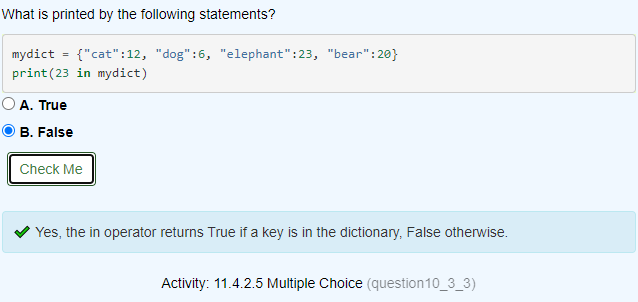 What is printed by the following statements?
mydict = {"cat":12, "dog":6, "elephant":23, "bear":20}
print(23 in mydict)
A. True
B. False
Check Me
Yes, the in operator returns True if a key is in the dictionary, False otherwise.
Activity: 11.4.2.5 Multiple Choice (question10_3_3)